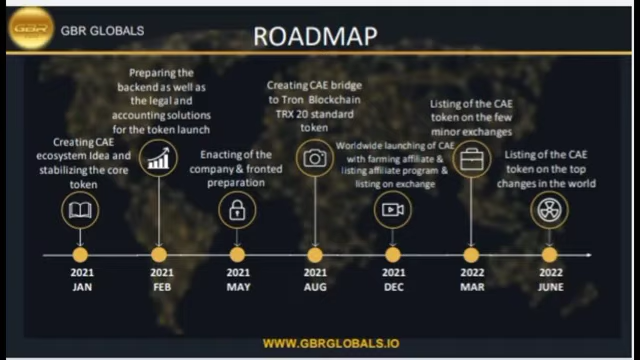 GBR
GBR GLOBALS
ROADMAP
Creating CAE
ecosystem Idea and
stabilizing the core
token
2021
JAN
Preparing the
backend as well as
the legal and
accounting solutions
for the token launch
2021
FEB
Enacting of the
company & fronted
preparation
2021
MAY
Creating CAE bridge
to Tron Blockchain
TRX 20 standard
token
2021
AUG
Worldwide launching of CAE
with farming affiliate &
listing affiliate program &
listing on exchange
2021
DEC
Listing of the CAE
token on the few
minor exchanges
2022
MAR
Listing of the CAE
token on the top
changes in the world
2022
JUNE
WWW.GBRGLOBALS.IO